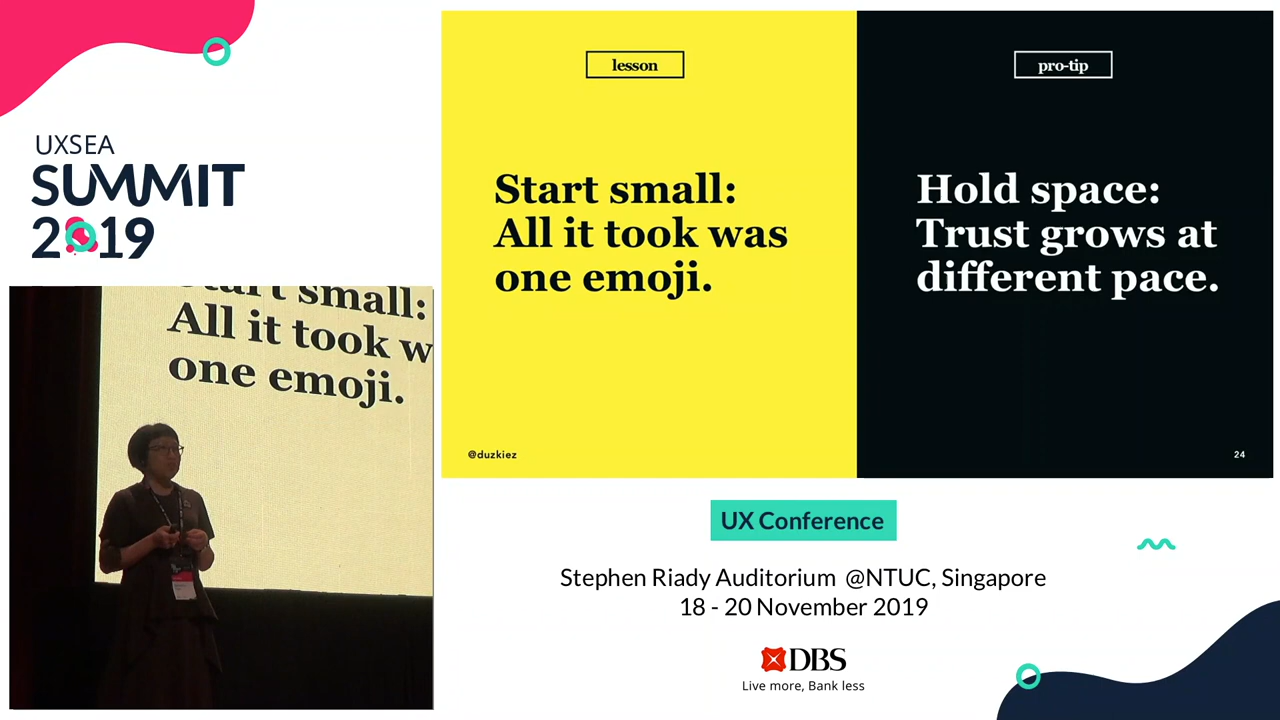 UXSEA
SUMMIT
2019
lesson
Start small:
All it took was
one emoji.
@duzkiez
pro-tip
Hold space:
Trust grows at
different pace.
24
Start small:
All it took w
one emoji.
UX Conference
Stephen Riady Auditorium @NTUC, Singapore
18 - 20 November 2019
DBS
Live more, Bank less